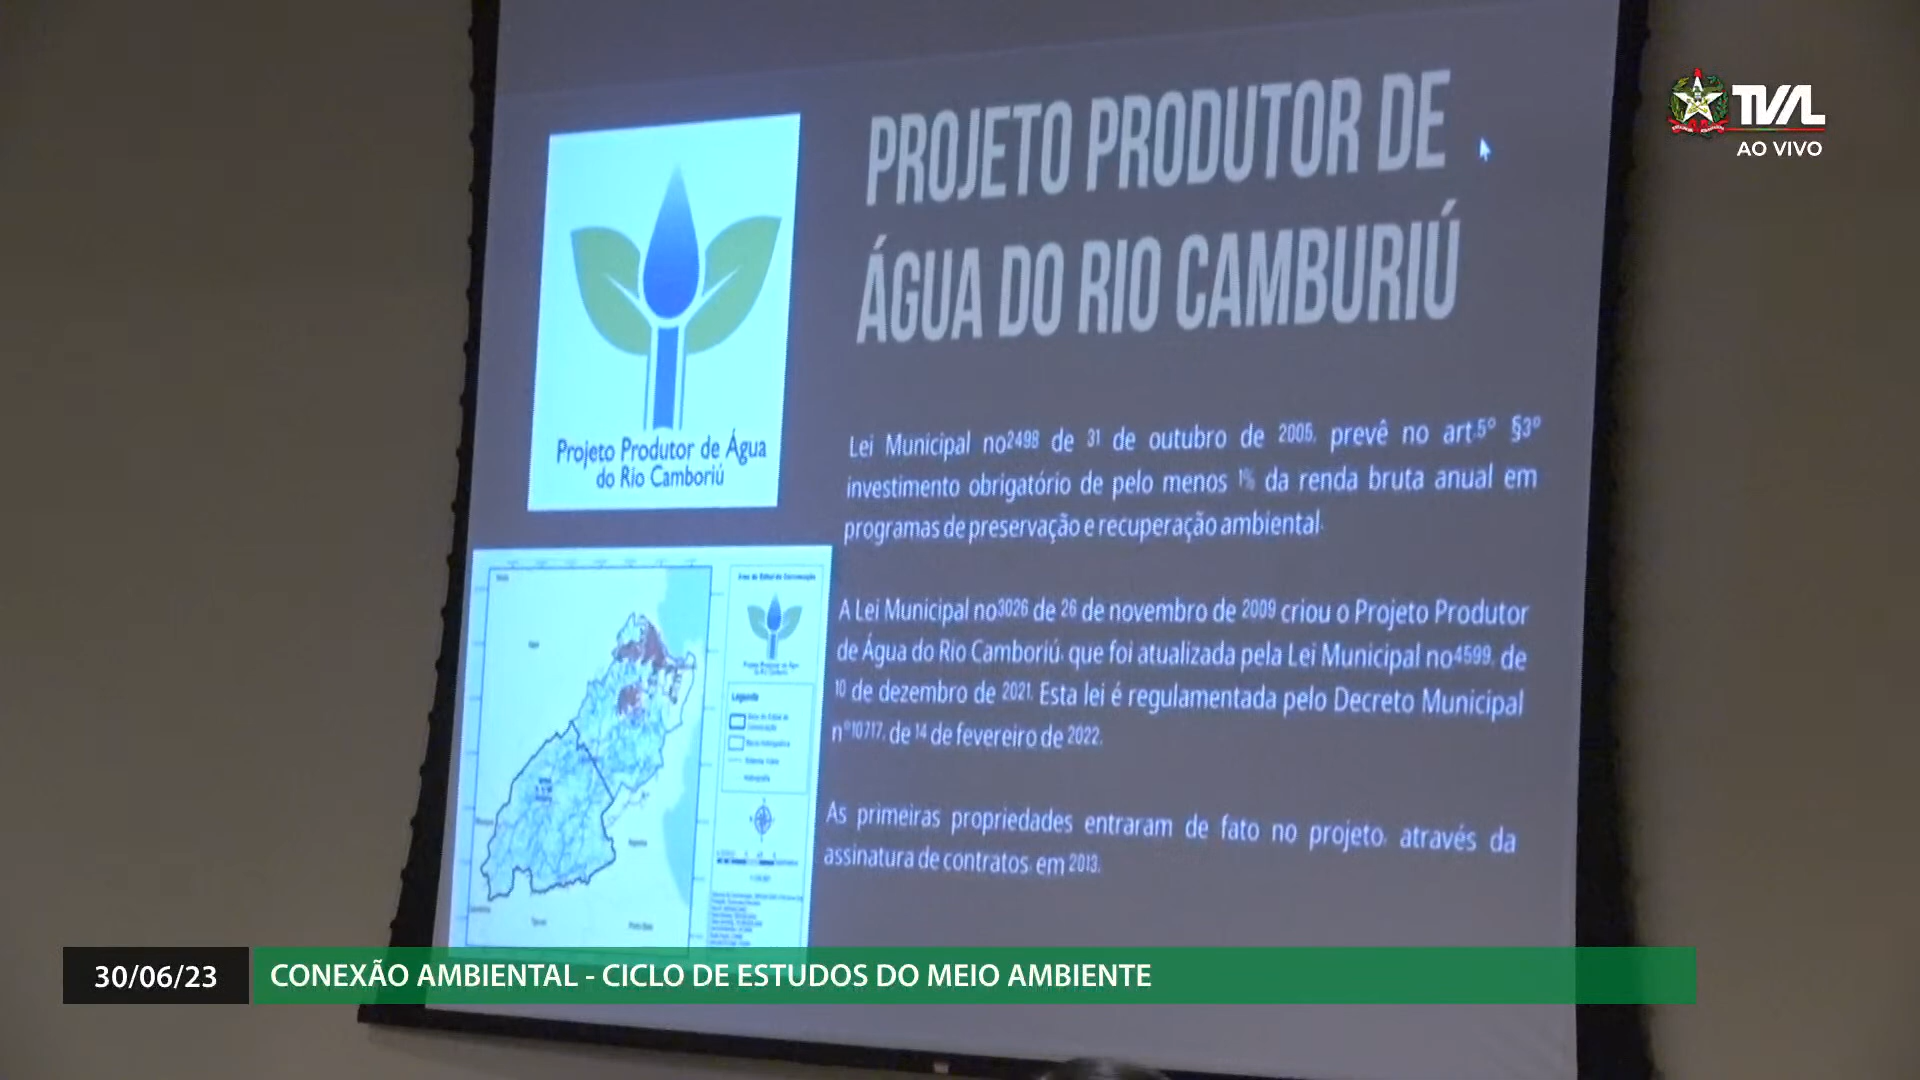 TVAL
AO VIVO
PROJETO PRODUTOR DE
ÁGUA DO RIO CAMBURIÚ
Projeto Produtor de Água
do Rio Camboriú
Lei Municipal no2498 de 31 de outubro de 2005, prevê no art.5º §3º
investimento obrigatório de pelo menos 1% da renda bruta anual em
programas de preservação e recuperação ambiental.
A Lei Municipal no3026 de 26 de novembro de 2009 criou o Projeto Produtor
de Água do Rio Camboriú, que foi atualizada pela Lei Municipal no4599, de
10 de dezembro de 2021. Esta lei é regulamentada pelo Decreto Municipal
nº10717, de 14 de fevereiro de 2022.
As primeiras propriedades entraram de fato no projeto, através da
assinatura de contratos, em 2013.
Legenda
30/06/23
CONEXÃO AMBIENTAL - CICLO DE ESTUDOS DO MEIO AMBIENTE